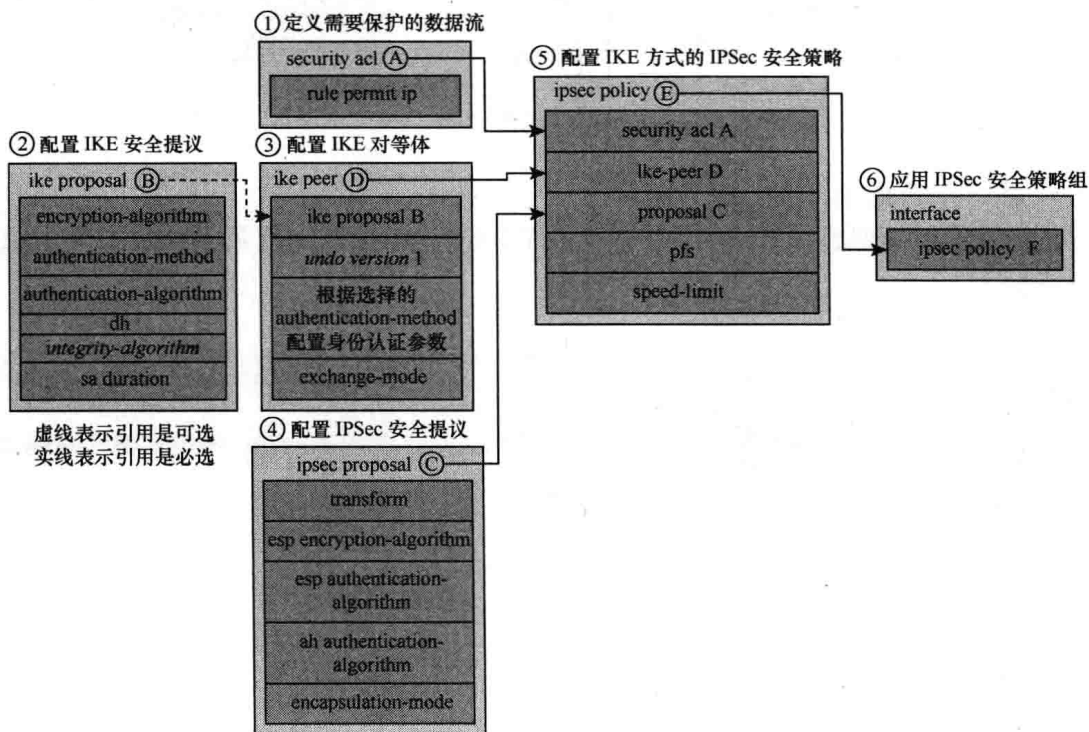 ① 定义需要保护的数据流
security acl Ⓐ
rule permit ip
② 配置 IKE 安全提议
ike proposal Ⓑ
encryption-algorithm
authentication-method
authentication-algorithm
dh
integrity-algorithm
sa duration
虚线表示引用是可选
实线表示引用是必选
③ 配置 IKE 对等体
ike peer Ⓓ
ike proposal B
undo version 1
根据选择的
authentication-method
配置身份认证参数
exchange-mode
④ 配置 IPSec 安全提议
ipsec proposal Ⓒ
transform
esp encryption-algorithm
esp authentication-
algorithm
ah authentication-
algorithm
encapsulation-mode
⑤ 配置 IKE 方式的 IPSec 安全策略
ipsec policy Ⓔ
security acl A
ike-peer D
proposal C
pfs
speed-limit
⑥ 应用 IPSec 安全策略组
interface
ipsec policy